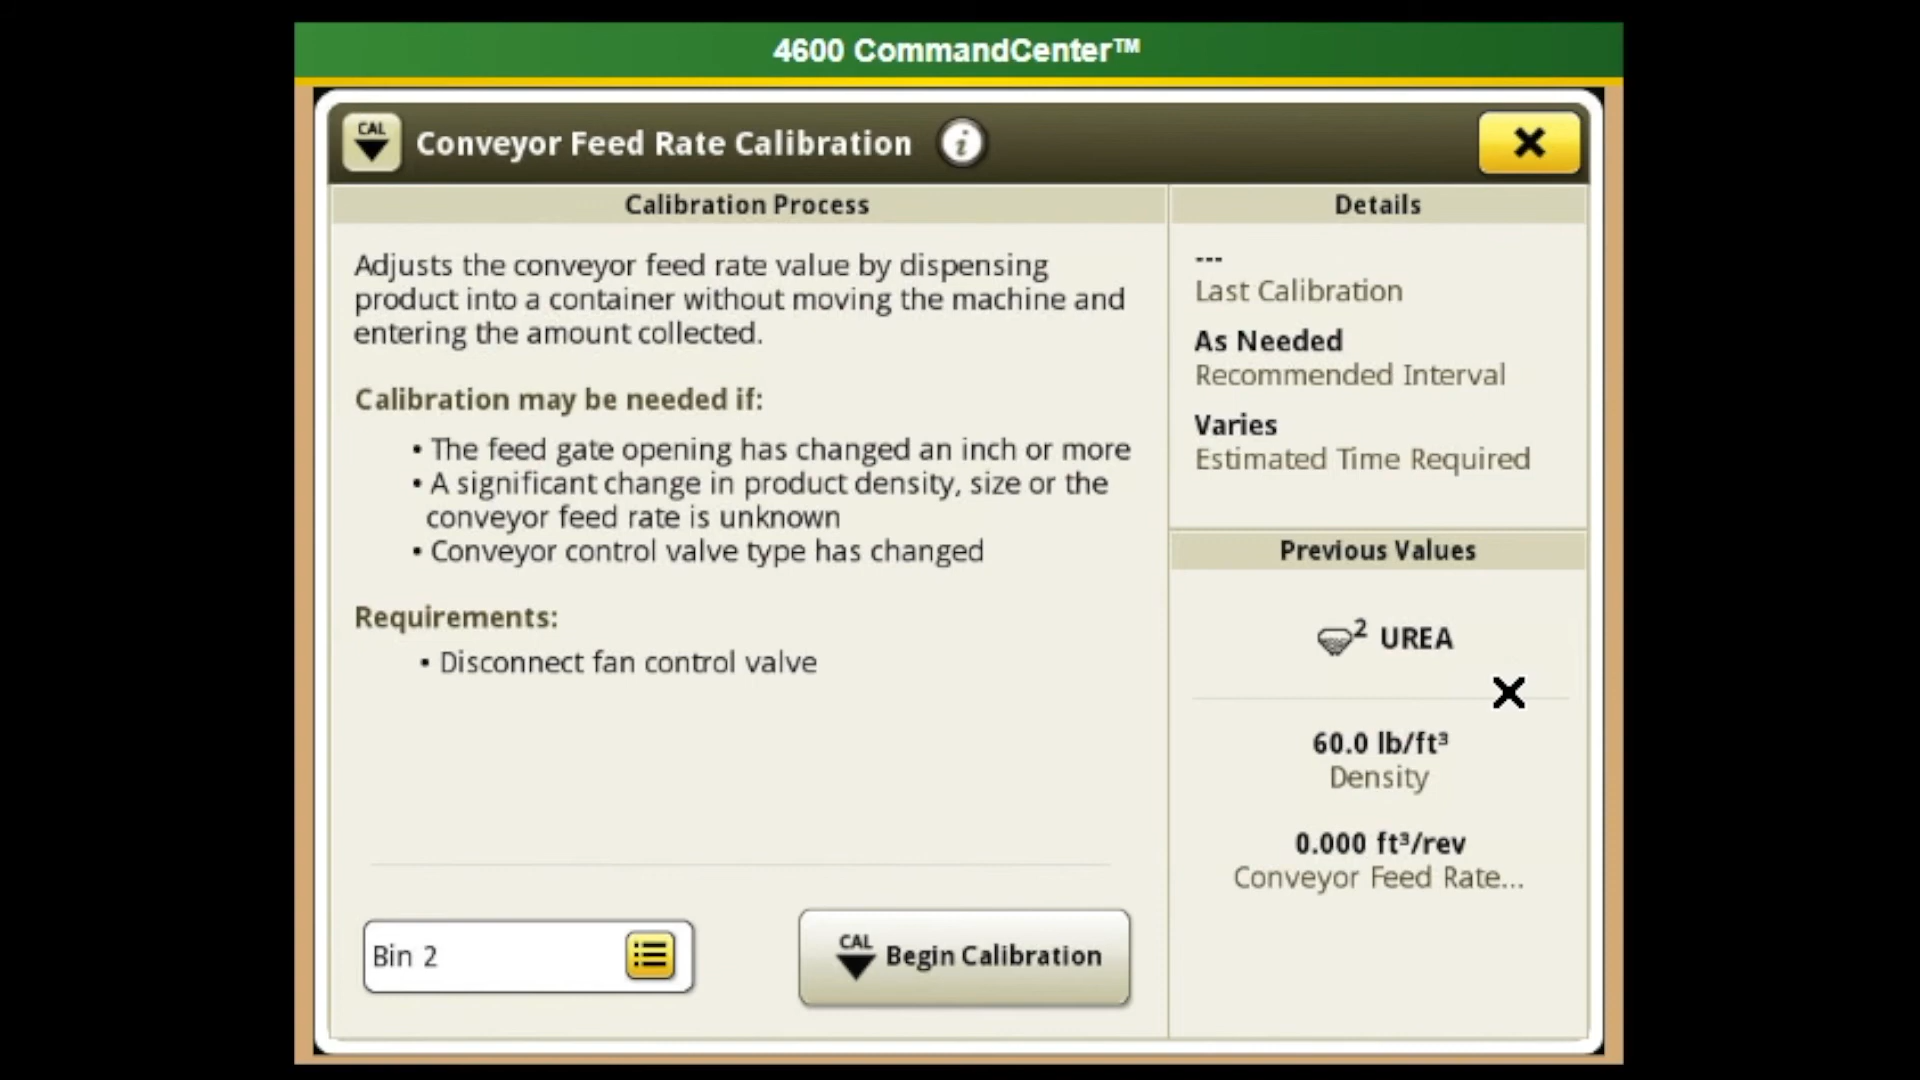 4600 CommandCenter™
CAL
Conveyor Feed Rate Calibration
i
Calibration Process
Adjusts the conveyor feed rate value by dispensing
product into a container without moving the machine and
entering the amount collected.
Calibration may be needed if:
• The feed gate opening has changed an inch or more
• A significant change in product density, size or the
conveyor feed rate is unknown
• Conveyor control valve type has changed
Requirements:
• Disconnect fan control valve
Bin 2
CAL
Begin Calibration
Details
---
Last Calibration
As Needed
Recommended Interval
Varies
Estimated Time Required
Previous Values
2 UREA
60.0 lb/ft³
Density
0.000 ft³/rev
Conveyor Feed Rate...